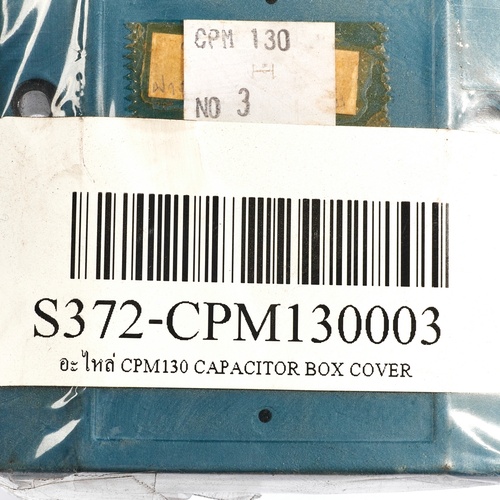 CPM 130
NO 3
S372-CPM130003
อะไหล่ CPM130 CAPACITOR BOX COVER